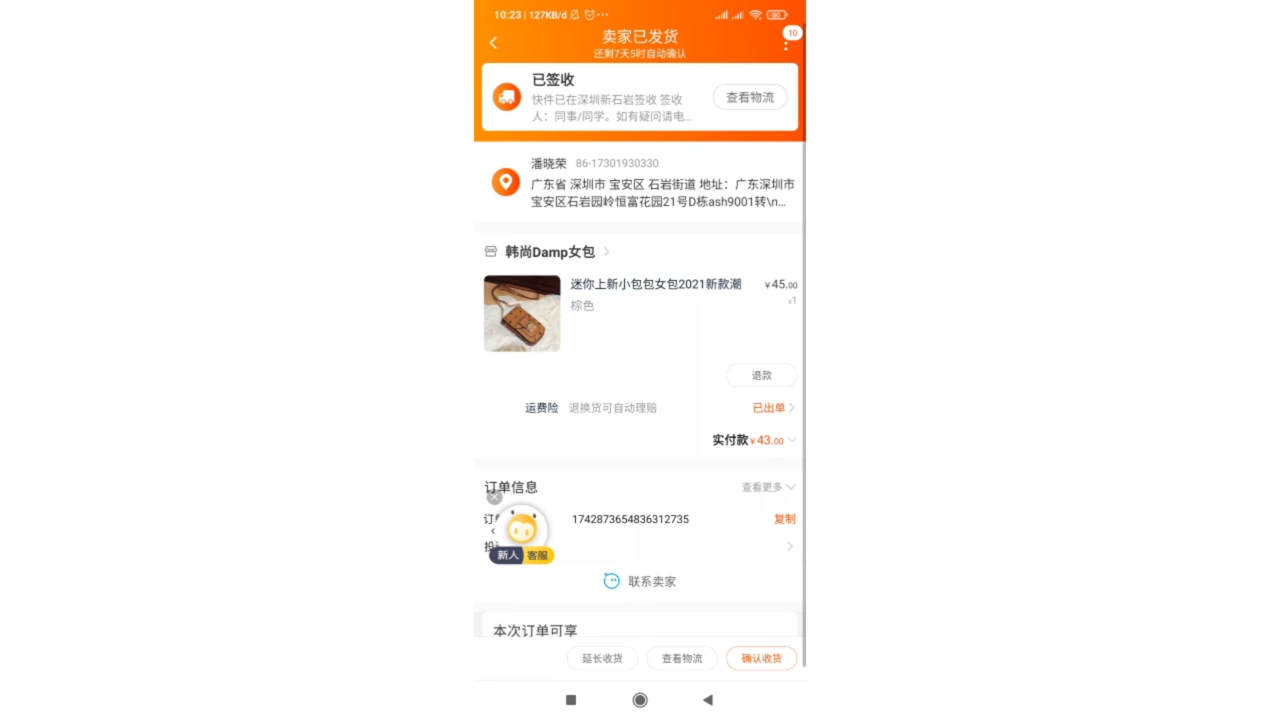 10:23 | 127KB/d
卖家已发货
10
还剩7天5时自动确认
已签收
快件已在深圳新石岩签收 签收
人：同事/同学。如有疑问请电...
查看物流
潘晓荣 86-17301930330
广东省 深圳市 宝安区 石岩街道 地址：广东深圳市
宝安区石岩园岭恒富花园21号D栋ash9001转\n...
韩尚Damp女包
迷你上新小包包女包2021新款潮 ¥45.00
棕色 x1
退款
运费险 退换货可自动理赔 已出单
实付款¥43.00
订单信息 查看更多
订 1742873654836312735 复制
投
新人 客服
联系卖家
本次订单可享
延长收货 查看物流 确认收货